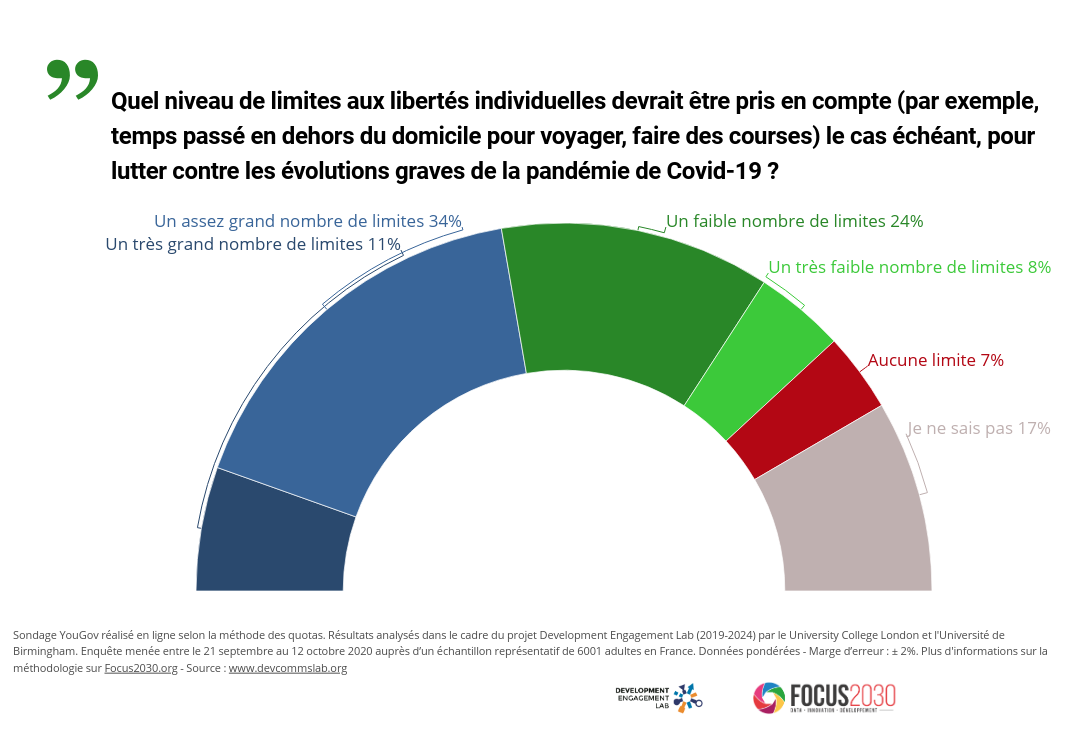 Quel niveau de limites aux libertés individuelles devrait être pris en compte (par exemple,
temps passé en dehors du domicile pour voyager, faire des courses) le cas échéant, pour
lutter contre les évolutions graves de la pandémie de Covid-19 ?
Un assez grand nombre de limites 34%
Un très grand nombre de limites 11%
Un faible nombre de limites 24%
Un très faible nombre de limites 8%
Aucune limite 7%
Je ne sais pas 17%
Sondage YouGov réalisé en ligne selon la méthode des quotas. Résultats analysés dans le cadre du projet Development Engagement Lab (2019-2024) par le University College London et l'Université de
Birmingham. Enquête menée entre le 21 septembre au 12 octobre 2020 auprès d’un échantillon représentatif de 6001 adultes en France. Données pondérées - Marge d’erreur : ± 2%. Plus d'informations sur la
méthodologie sur Focus2030.org - Source : www.devcommslab.org
DEVELOPMENT
ENGAGEMENT
LAB
FOCUS2030
DATA • INNOVATION • DÉVELOPPEMENT